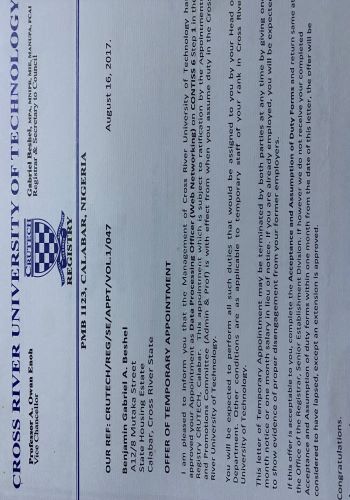 CROSS RIVER UNIVERSITY OF TECHNOLOGY
Professor A. Owan Enoh
Vice Chancellor
CRUTECH
Gabriel Beshel, MPA, MNIPR, MIE, MANUPA, FCAI
Registrar & Secretary to Council
REGISTRY
PMB 1123, CALABAR, NIGERIA
OUR REF: CRUTECH/REG/SE/APPT/VOL.1/047
August 16, 2017.
Benjamin Gabriel A. Beshel
A12/8 Mutaka Street
State Housing Estate
Calabar, Cross River State
OFFER OF TEMPORARY APPOINTMENT
I am pleased to inform you that the Management of Cross River University of Technology has
approved your Appointment as Data Processing Officer (Web Networking) on CONTISS 6 Step 1 in the
Registry CRUTECH, Calabar. This appointment which is subject to ratification by the Appointments
and Promotions Committee (Admin & Prof) is with effect from when you assume duty in the Cross
River University of Technology.
You will be expected to perform all such duties that would be assigned to you by your Head o
Department. Other conditions are as applicable to temporary staff of your rank in Cross River
University of Technology.
This letter of Temporary Appointment may be terminated by both parties at any time by giving one
month notice or one month salary in lieu of notice. If you are already employed, you will be expected
to show evidence of proper disengagement from your former employers.
If this offer is acceptable to you, complete the Acceptance and Assumption of Duty Forms and return same at
the Office of the Registrar, Senior Establishment Division. If however we do not receive your completed
Acceptance and Assumption of duty forms within one month from the date of this letter, the offer will be
considered to have lapsed, except an extension is approved.
Congratulations.